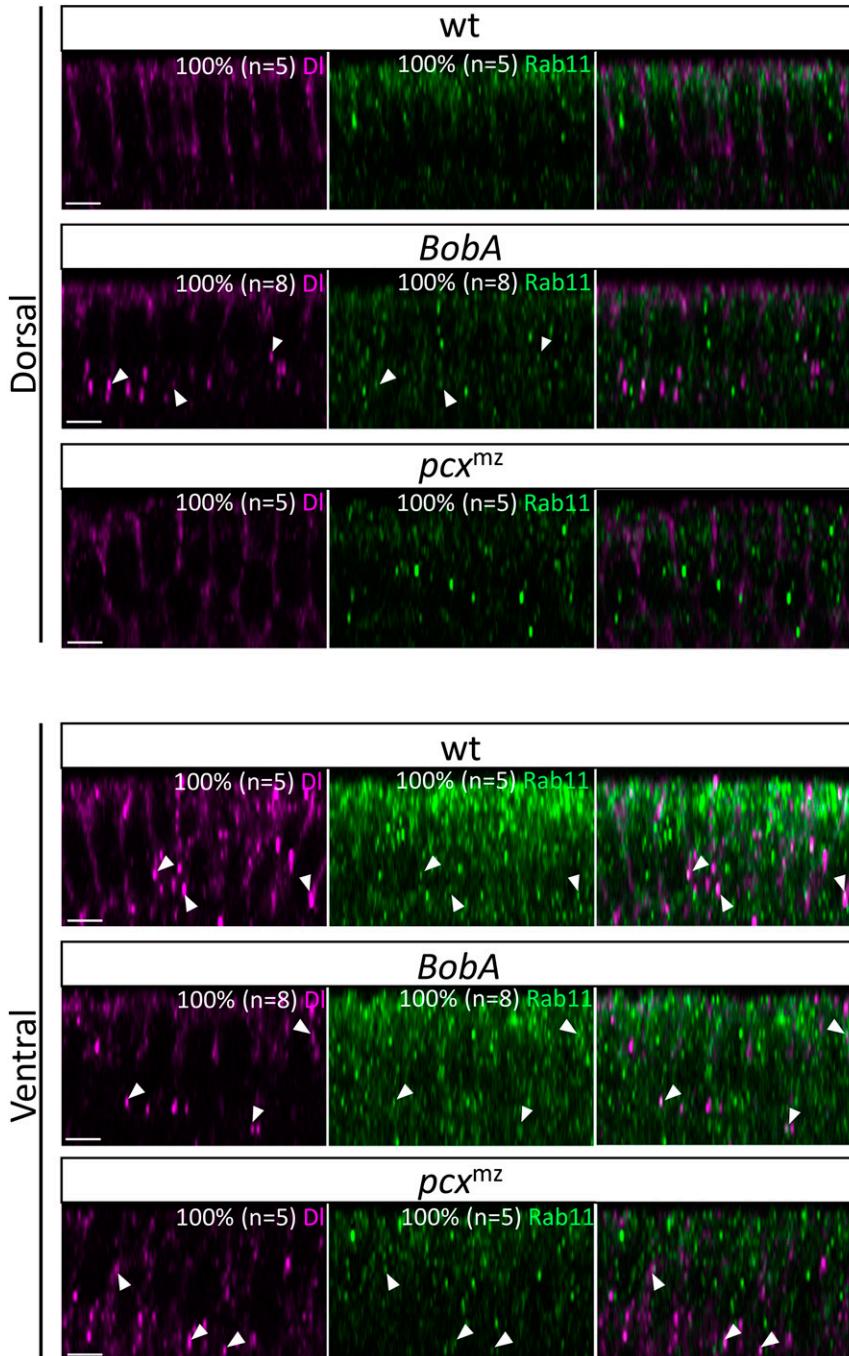 Dorsal
wt
100% (n=5) Dl
100% (n=5) Rab11
BobA
100% (n=8) Dl
100% (n=8) Rab11
pcxmz
100% (n=5) Dl
100% (n=5) Rab11
Ventral
wt
100% (n=5) Dl
100% (n=5) Rab11
BobA
100% (n=8) Dl
100% (n=8) Rab11
pcxmz
100% (n=5) Dl
100% (n=5) Rab11